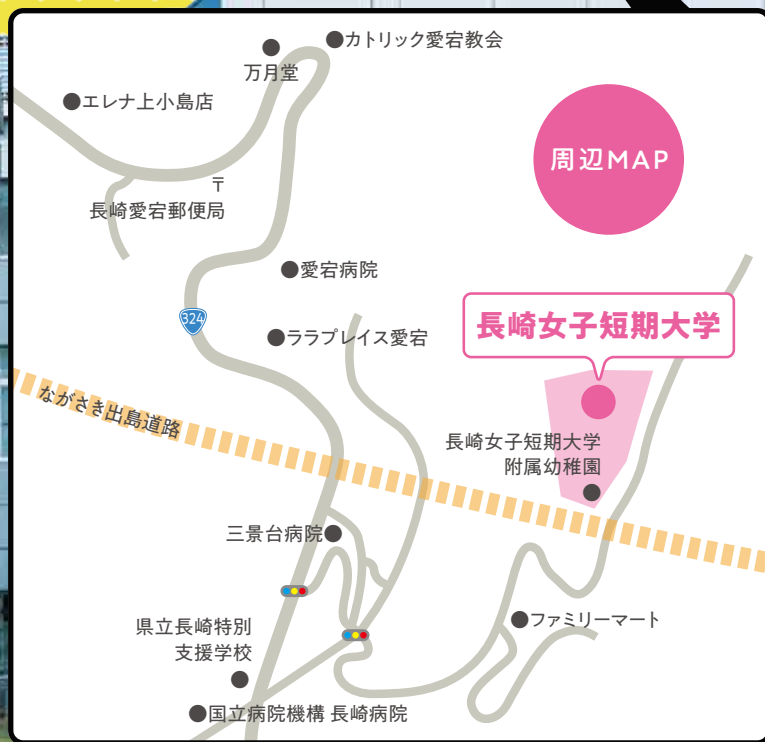 カトリック愛宕教会
万月堂
エレナ上小島店
周辺MAP
〒
長崎愛宕郵便局
愛宕病院
324
ララプレイス愛宕
長崎女子短期大学
ながさき出島道路
長崎女子短期大学
附属幼稚園
三景台病院
ファミリーマート
県立長崎特別
支援学校
国立病院機構 長崎病院